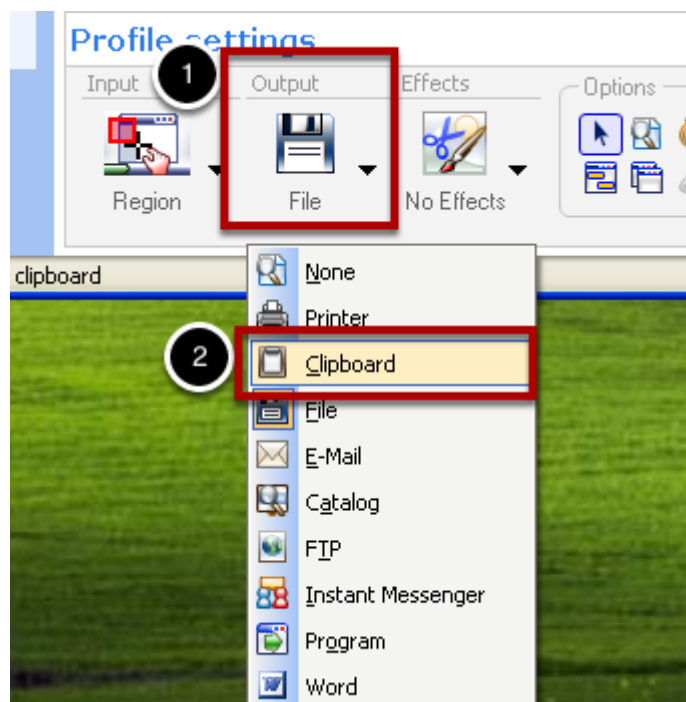 Profile settings
1
Input
Output
Effects
Options
Region
File
No Effects
clipboard
None
Printer
2
Clipboard
File
E-Mail
Catalog
FTP
Instant Messenger
Program
Word